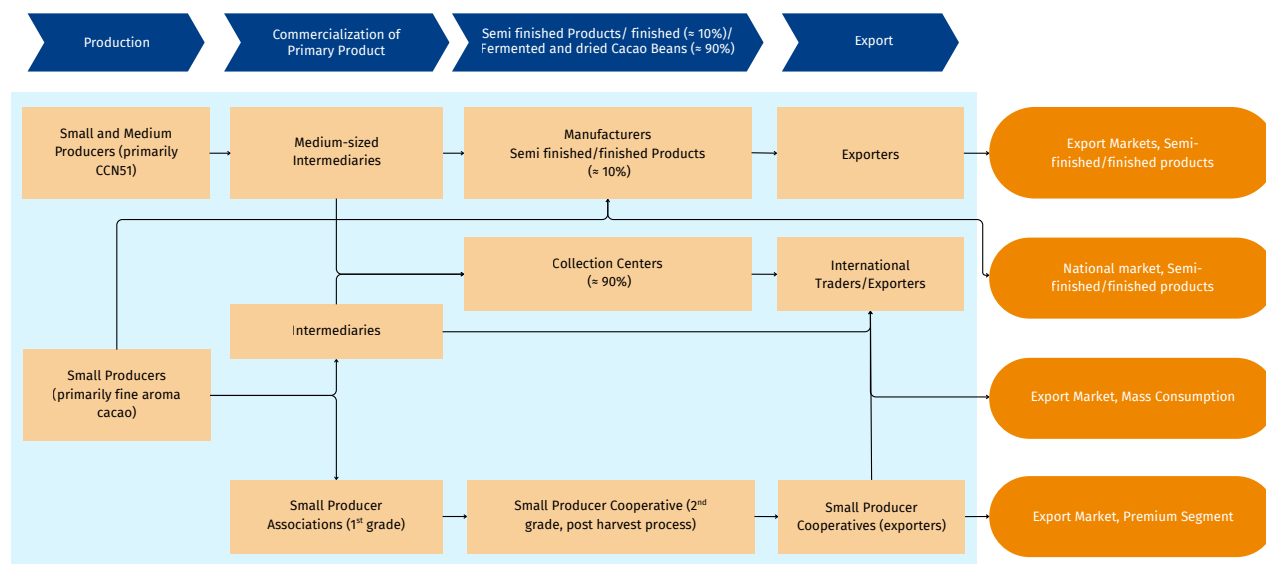 Production
Commercialization of
Primary Product
Semi finished Products/ finished (≈ 10%)/
Fermented and dried Cacao Beans (≈ 90%)
Export
Small and Medium
Producers (primarily
CCN51)
Medium-sized
Intermediaries
Manufacturers
Semi finished/finished Products
(≈ 10%)
Exporters
Export Markets, Semi-
finished/finished products
Collection Centers
(≈ 90%)
International
Traders/Exporters
National market, Semi-
finished/finished products
Intermediaries
Small Producers
(primarily fine aroma
cacao)
Export Market, Mass Consumption
Small Producer
Associations (1st grade)
Small Producer Cooperative (2nd
grade, post harvest process)
Small Producer
Cooperatives (exporters)
Export Market, Premium Segment